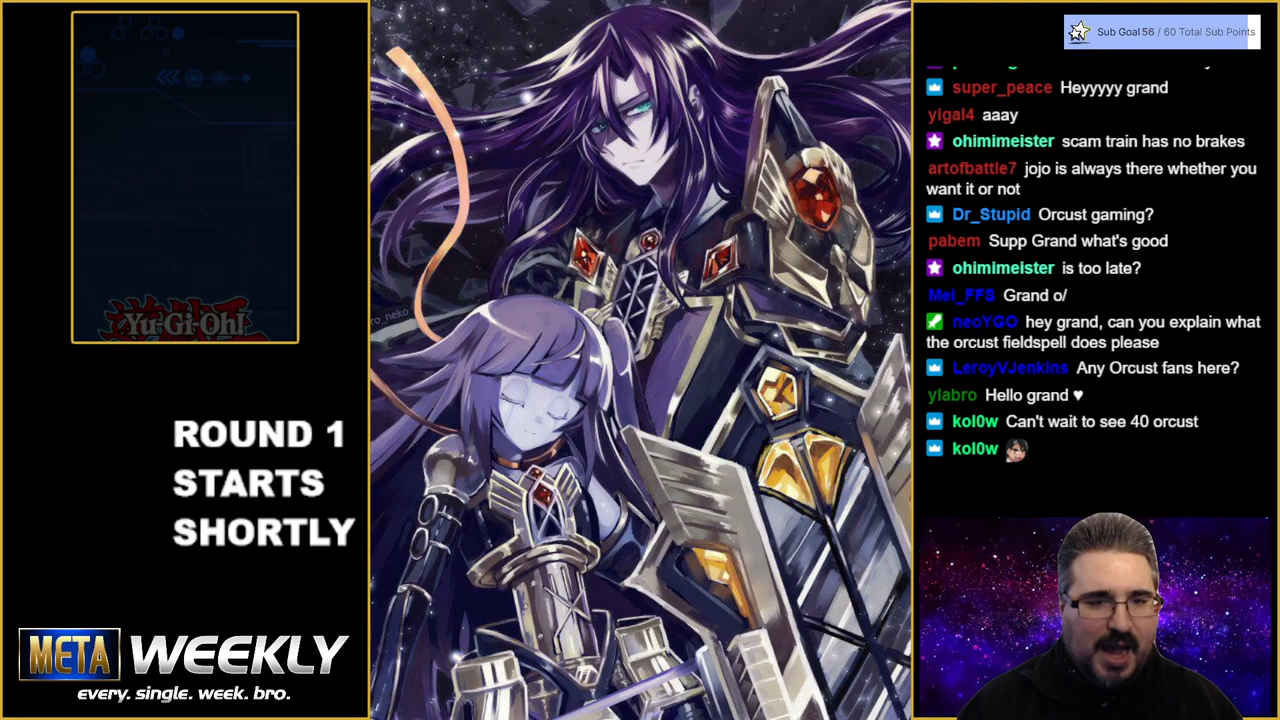 Yu-Gi-Oh!
ROUND 1
STARTS
SHORTLY
META WEEKLY
every. single. week. bro.
ro_neko
Sub Goal 56 / 60 Total Sub Points
super_peace Heyyyyy grand
yigal4 aaay
ohimimeister scam train has no brakes
artofbattle7 jojo is always there whether you
want it or not
Dr_Stupid Orcust gaming?
pabem Supp Grand what's good
ohimimeister is too late?
Mel_FFS Grand o/
neoYGO hey grand, can you explain what
the orcust fieldspell does please
LeroyVJenkins Any Orcust fans here?
ylabro Hello grand ♥
kol0w Can't wait to see 40 orcust
kol0w